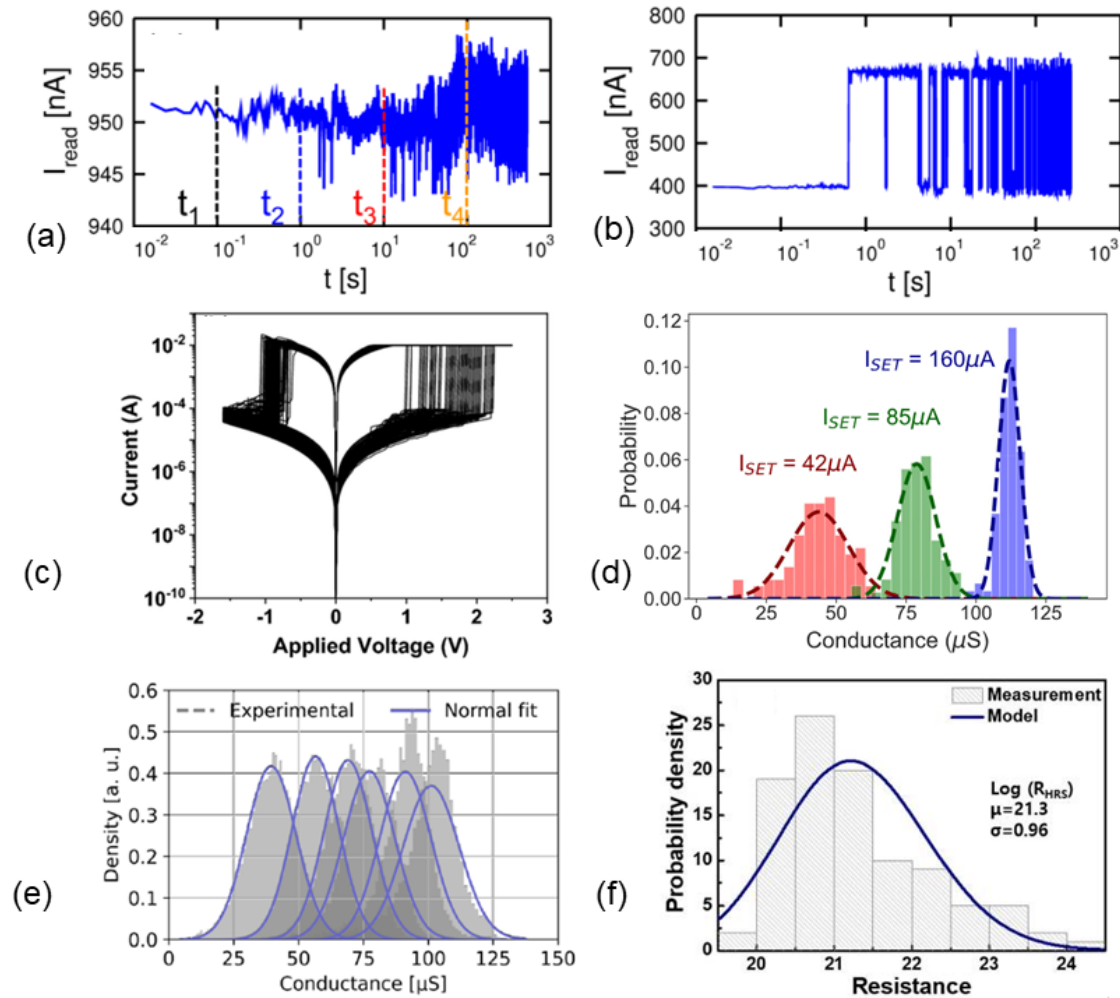 960
955
950
945
940
I_read [nA]
t_1
t_2
t_3
t_4
10^-2
10^-1
10^0
10^1
10^2
10^3
t [s]
(a)
800
700
600
500
400
300
I_read [nA]
10^-2
10^-1
10^0
10^1
10^2
10^3
t [s]
(b)
10^-2
10^-4
10^-6
10^-8
10^-10
Current (A)
-2
-1
0
1
2
3
Applied Voltage (V)
(c)
0.12
0.10
0.08
0.06
0.04
0.02
0.00
Probability
I_SET = 160μA
I_SET = 85μA
I_SET = 42μA
25
50
75
100
125
Conductance (μS)
(d)
0.6
0.5
0.4
0.3
0.2
0.1
0.0
Density [a. u.]
Experimental
Normal fit
0
25
50
75
100
125
150
Conductance [μS]
(e)
30
25
20
15
10
5
0
Probability density
Measurement
Model
Log (R_HRS)
μ=21.3
σ=0.96
20
21
22
23
24
Resistance
(f)